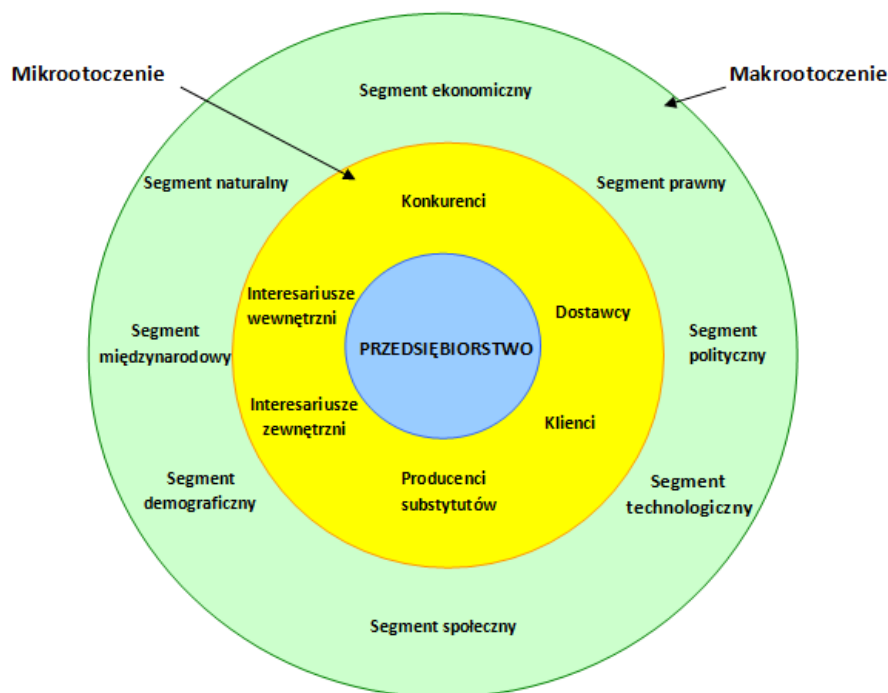 Mikrootoczenie
Makrootoczenie
Segment ekonomiczny
Segment naturalny
Segment prawny
Konkurenci
Interesariusze
wewnętrzni
Dostawcy
Segment
międzynarodowy
PRZEDSIĘBIORSTWO
Segment
polityczny
Interesariusze
zewnętrzni
Klienci
Segment
demograficzny
Producenci
substytutów
Segment
technologiczny
Segment społeczny